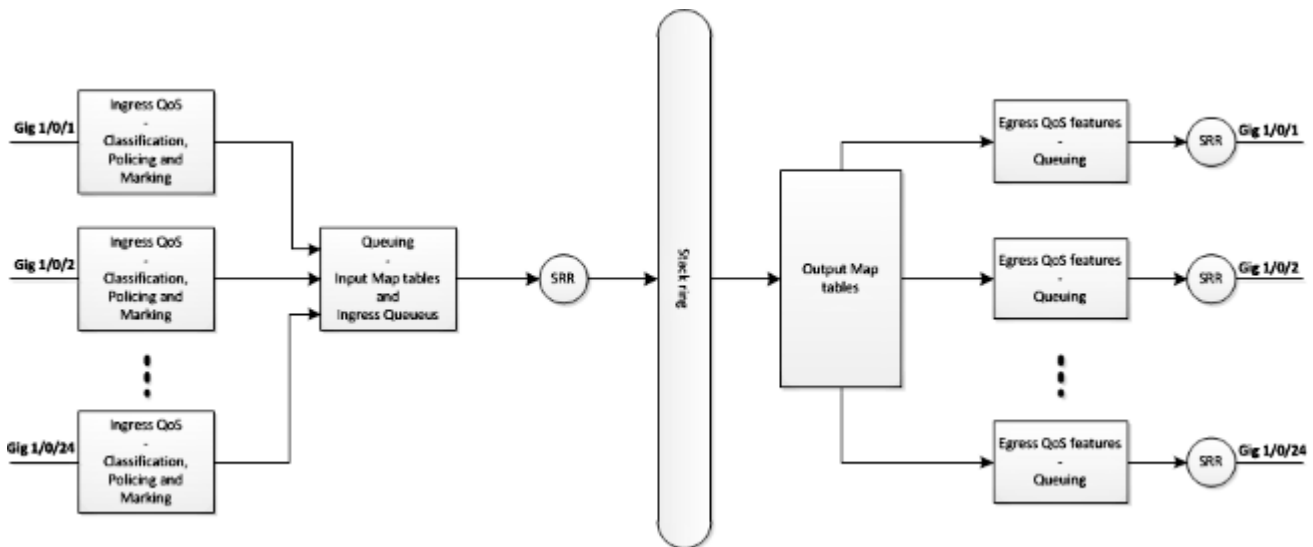 Gig 1/0/1
Ingress QoS
-
Classification,
Policing and
Marking
Gig 1/0/2
Ingress QoS
-
Classification,
Policing and
Marking
Gig 1/0/24
Ingress QoS
-
Classification,
Policing and
Marking
Queuing
-
Input Map tables
and
Ingress Queueus
SRR
Stack ring
Output Map
tables
Egress QoS features
-
Queuing
SRR
Gig 1/0/1
Egress QoS features
-
Queuing
SRR
Gig 1/0/2
Egress QoS features
-
Queuing
SRR
Gig 1/0/24